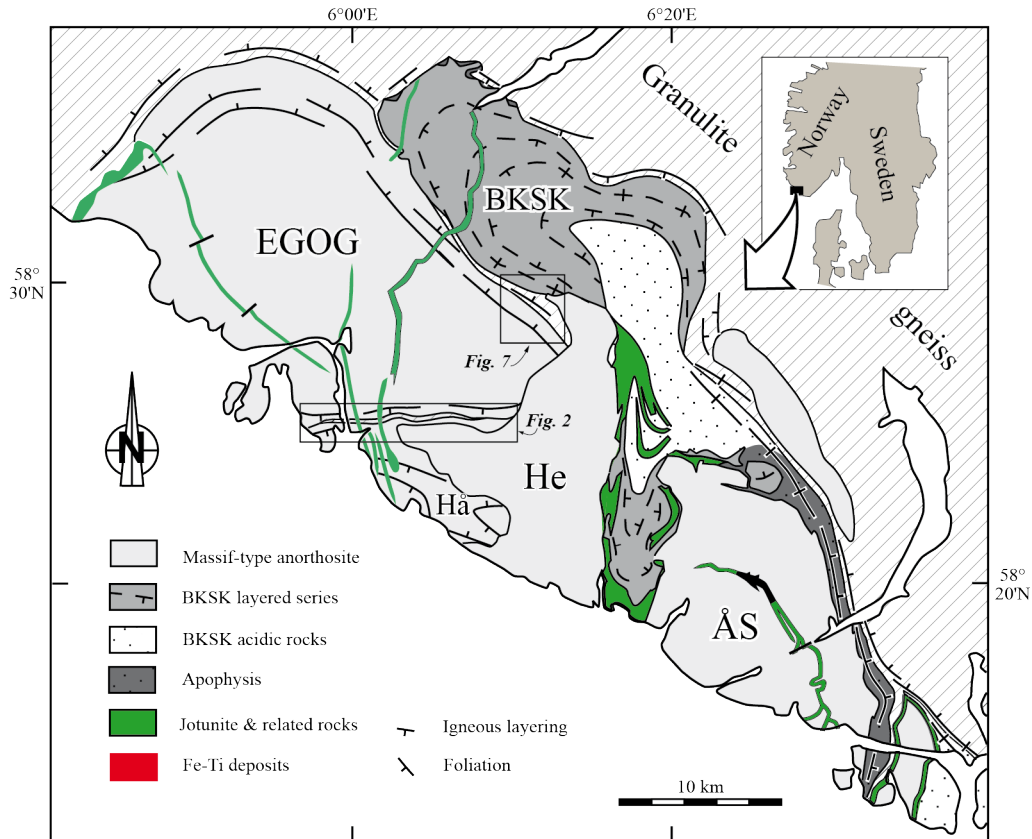 6°00'E
6°20'E
Granulite
gneiss
Norway
Sweden
BKSK
EGOG
58°
30'N
Fig. 7
Fig. 2
N
He
Hå
ÅS
58°
20'N
Massif-type anorthosite
BKSK layered series
BKSK acidic rocks
Apophysis
Jotunite & related rocks
Igneous layering
Fe-Ti deposits
Foliation
10 km